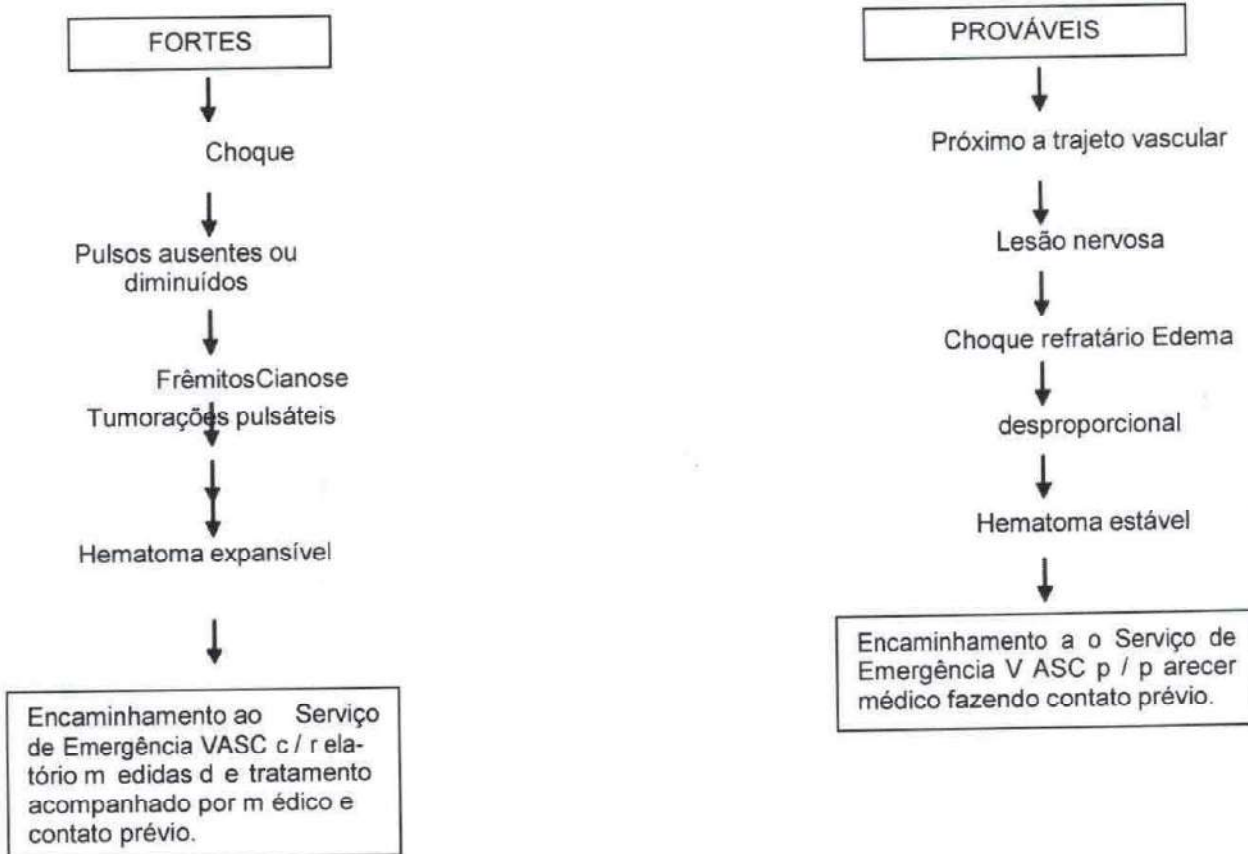 FORTES
Choque
Pulsos ausentes ou
diminuídos
FrêmitosCianose
Tumorações pulsáteis
Hematoma expansível
Encaminhamento ao Serviço
de Emergência VASC c / r ela-
tório m edidas d e tratamento
acompanhado por m édico e
contato prévio.
PROVÁVEIS
Próximo a trajeto vascular
Lesão nervosa
Choque refratário Edema
desproporcional
Hematoma estável
Encaminhamento a o Serviço de
Emergência V ASC p / p arecer
médico fazendo contato prévio.